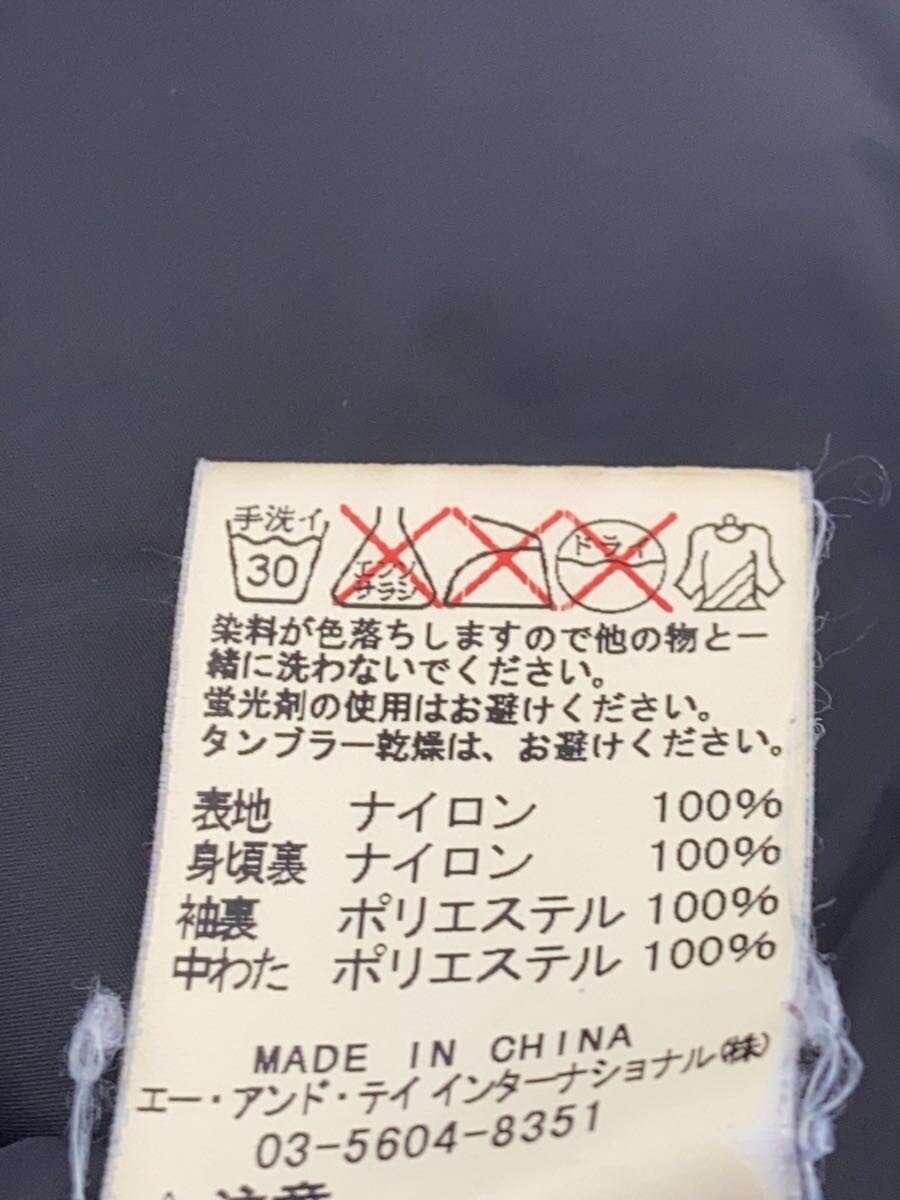 手洗イ
30
エンソ
サラシ
ドライ
染料が色落ちしますので他の物と一
緒に洗わないでください。
蛍光剤の使用はお避けください。
タンブラー乾燥は、お避けください。
表地 ナイロン 100%
身頃裏 ナイロン 100%
袖裏 ポリエステル 100%
中わた ポリエステル 100%
MADE IN CHINA
エー・アンド・テイ インターナショナル(株)
03-5604-8351
注意